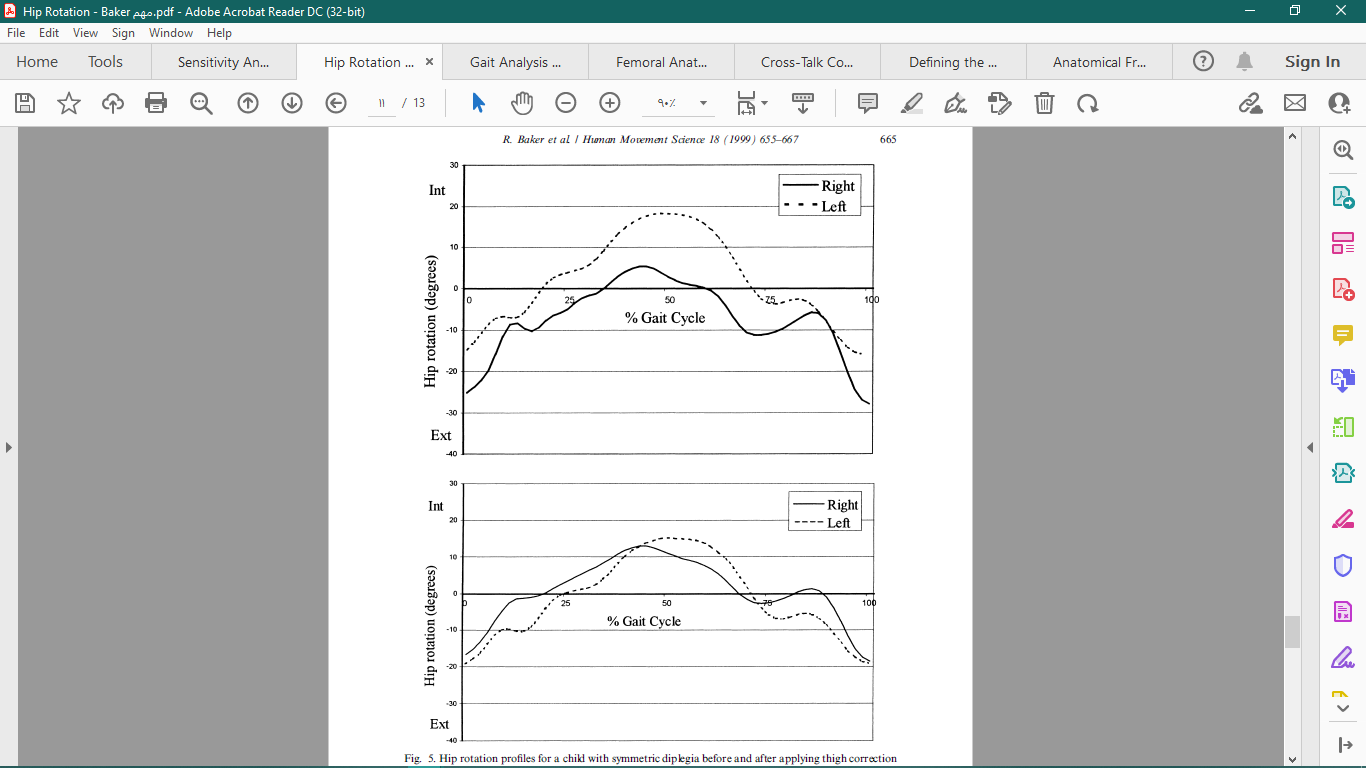 Hip Rotation - Baker مهم.pdf - Adobe Acrobat Reader DC (32-bit)
File Edit View Sign Window Help
Home Tools Sensitivity An... Hip Rotation ... × Gait Analysis ... Femoral Anat... Cross-Talk Co... Defining the ... Anatomical Fr... Sign In
۱۱ / 13 ۹۰٪
R. Baker et al. / Human Movement Science 18 (1999) 655–667 665
30
Int
Right
20
Left
10
0
0 25 50 75 100
% Gait Cycle
-10
Hip rotation (degrees)
-20
-30
Ext
-40
30
Int
Right
20
Left
10
0
0 25 50 75 100
% Gait Cycle
-10
Hip rotation (degrees)
-20
-30
Ext
-40
Fig. 5. Hip rotation profiles for a child with symmetric diplegia before and after applying thigh correction